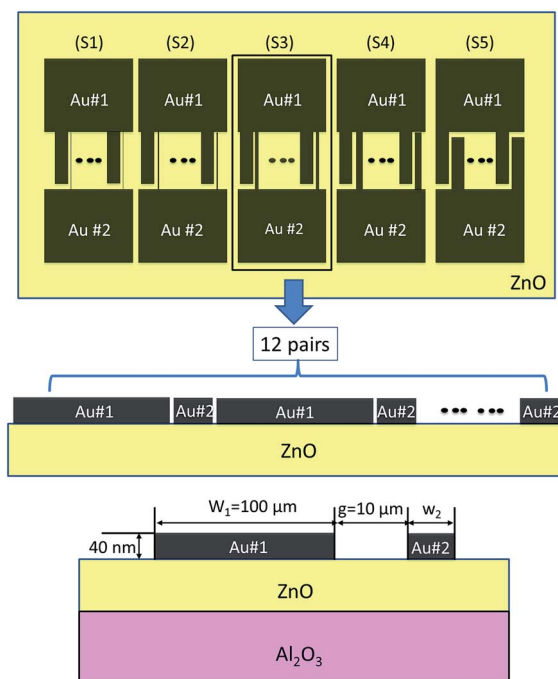 (S1) (S2) (S3) (S4) (S5)
Au#1 Au#1 Au#1 Au#1 Au#1
Au #2 Au #2 Au #2 Au #2 Au #2
ZnO
12 pairs
Au#1 Au#2 Au#1 Au#2 Au#2
ZnO
W₁=100 μm g=10 μm w₂
40 nm Au#1 Au#2
ZnO
Al₂O₃